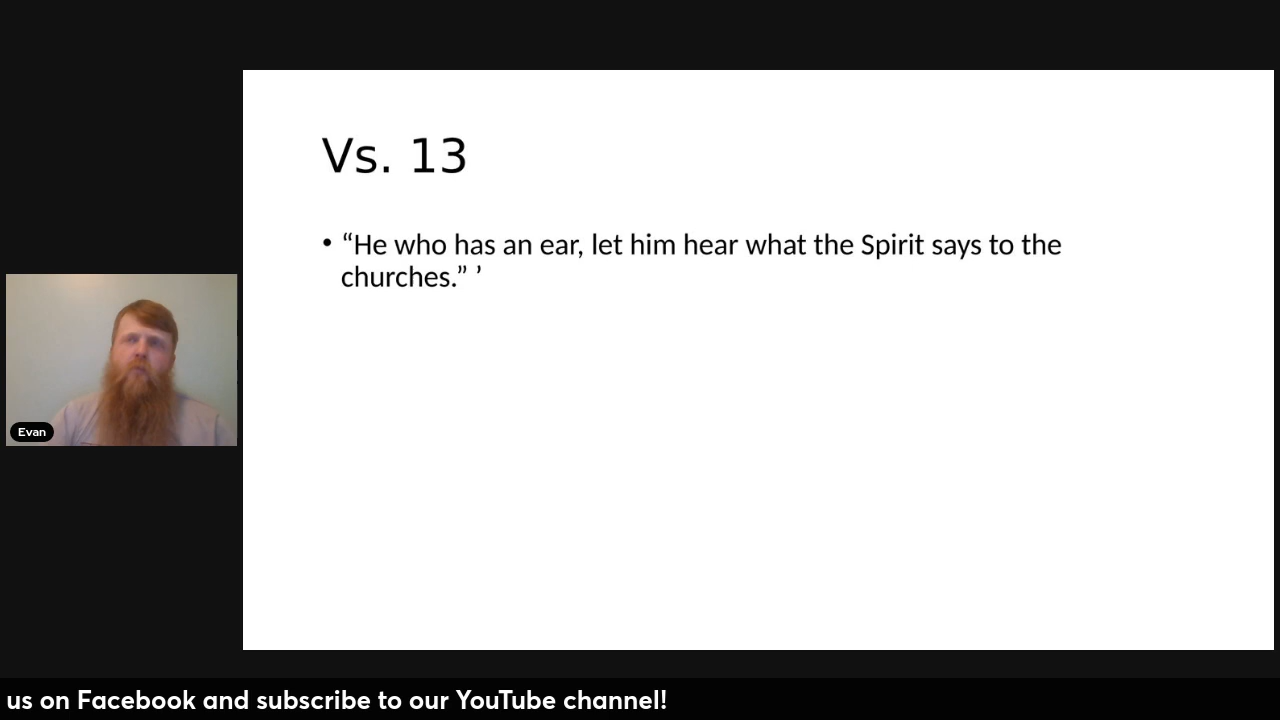 Vs. 13
• “He who has an ear, let him hear what the Spirit says to the
churches.” ’
Evan
us on Facebook and subscribe to our YouTube channel!